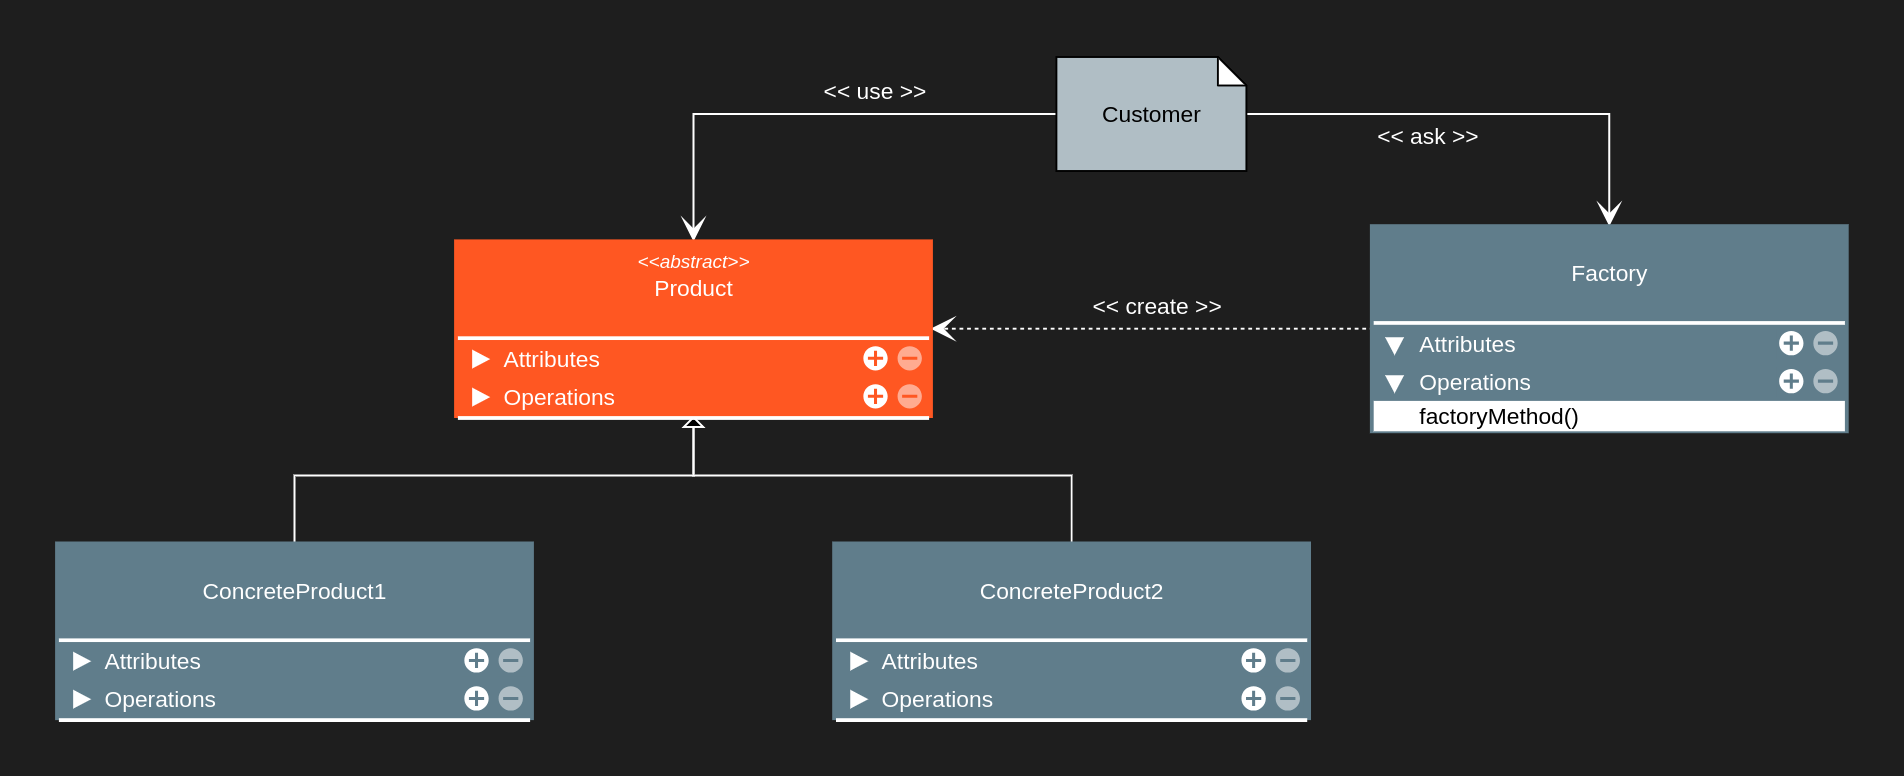 << use >>
Customer
<< ask >>
<<abstract>>
Product
Attributes
Operations
<< create >>
Factory
Attributes
Operations
factoryMethod()
ConcreteProduct1
Attributes
Operations
ConcreteProduct2
Attributes
Operations